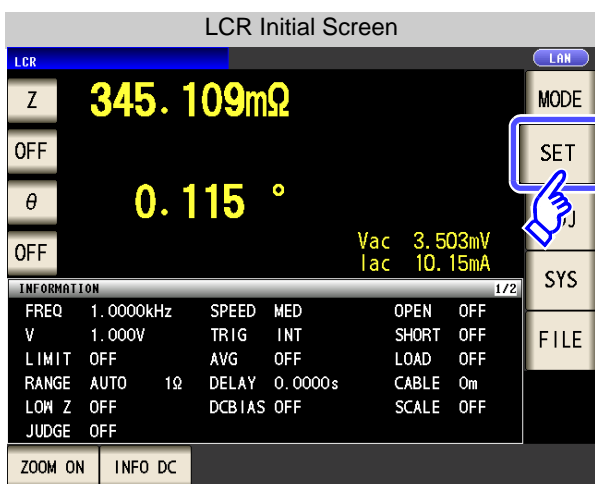 LCR Initial Screen
LCR
LAN
Z 345.109mΩ
MODE
OFF
SET
θ 0.115 °
J
OFF
Vac 3.503mV
Iac 10.15mA
SYS
INFORMATION 1/2
FREQ 1.0000kHz SPEED MED OPEN OFF
V 1.000V TRIG INT SHORT OFF
FILE
LIMIT OFF AVG OFF LOAD OFF
RANGE AUTO 1Ω DELAY 0.0000s CABLE 0m
LOW Z OFF DCBIAS OFF SCALE OFF
JUDGE OFF
ZOOM ON INFO DC